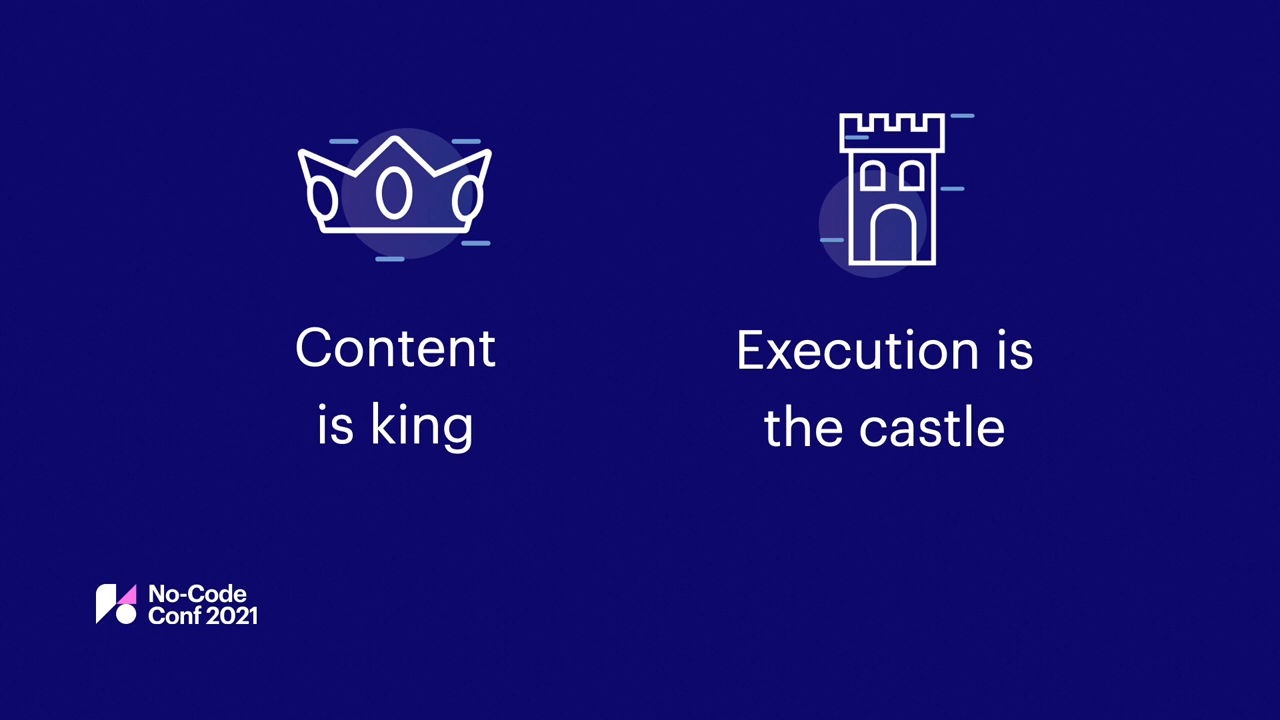 Content
is king
Execution is
the castle
No-Code
Conf 2021